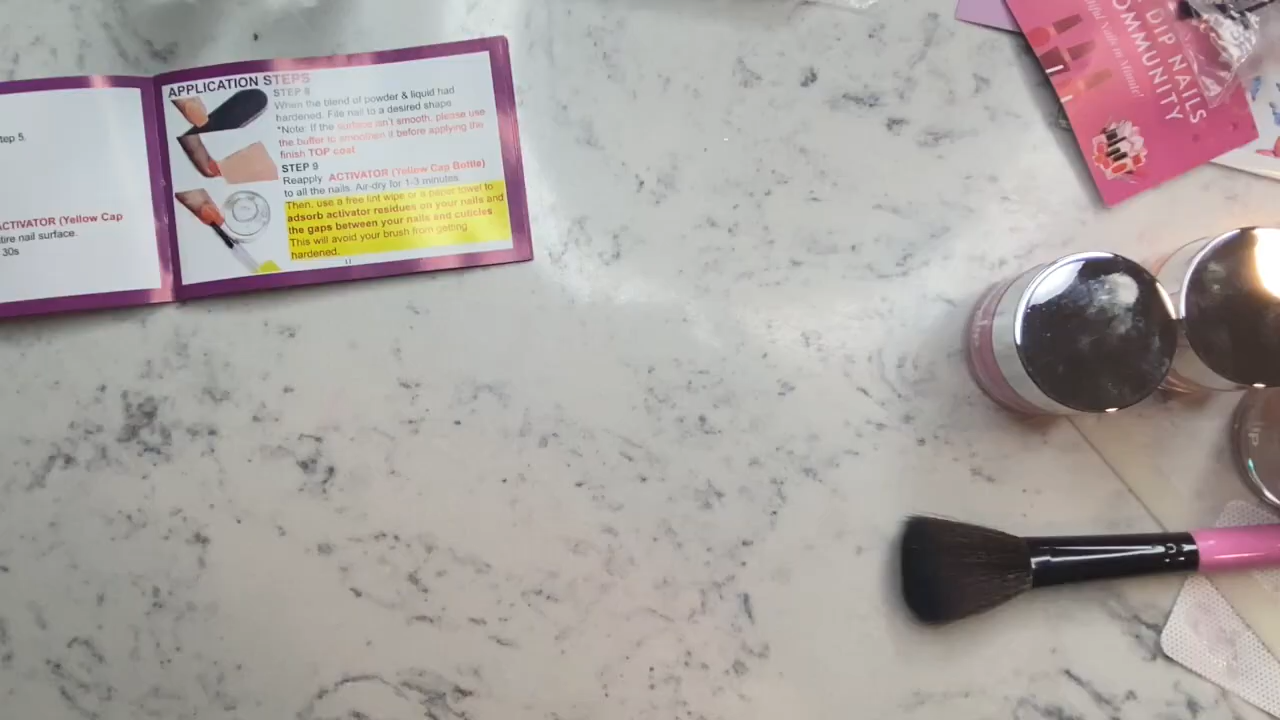 tep 5.
ACTIVATOR (Yellow Cap
tire nail surface.
30s
APPLICATION STEPS
STEP 8
When the blend of powder & liquid had
hardened. File nail to a desired shape
*Note: If the surface isn't smooth, please use
the buffer to smoothen it before applying the
finish TOP coat
STEP 9
Reapply ACTIVATOR (Yellow Cap Bottle)
to all the nails. Air-dry for 1-3 minutes
Then, use a free lint wipe or a paper towel to
adsorb activator residues on your nails and
the gaps between your nails and cuticles
This will avoid your brush from getting
hardened.
11
DIP NAILS
COMMUNITY
Nails in Minute!